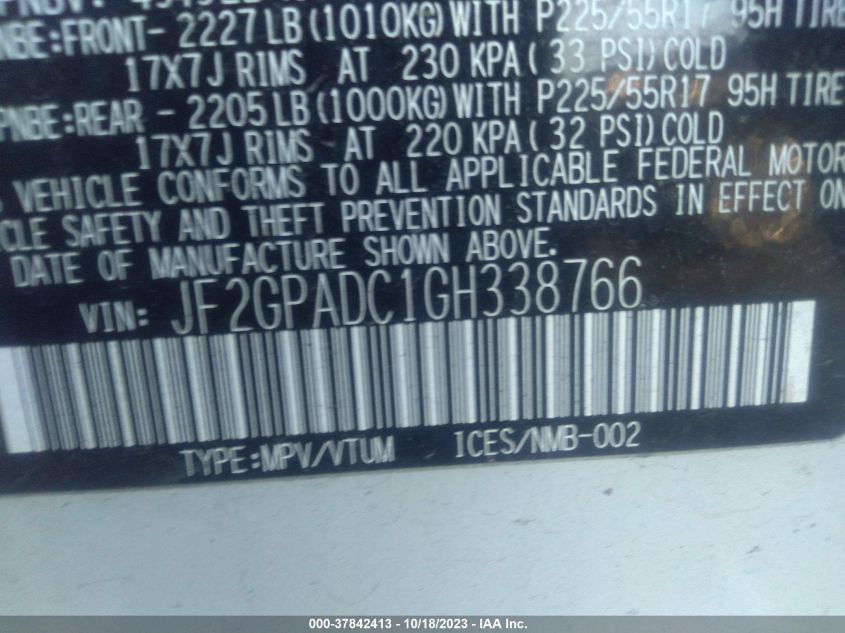 NBE:FRONT- 2227 LB (1010KG) WITH P225/55R17 95H TIRE
17X7J RIMS AT 230 KPA( 33 PSI) COLD
PNBE:REAR - 2205 LB (1000KG) WITH P225/55R17 95H TIRE
17X7J RIMS AT 220 KPA( 32 PSI) COLD
VEHICLE CONFORMS TO ALL APPLICABLE FEDERAL MOTOR
CLE SAFETY AND THEFT PREVENTION STANDARDS IN EFFECT ON
DATE OF MANUFACTURE SHOWN ABOVE.
VIN: JF2GPADC1GH338766
TYPE:MPV/VTUM ICES/NMB-002
000-37842413 - 10/18/2023 - ICSElabs Inc.